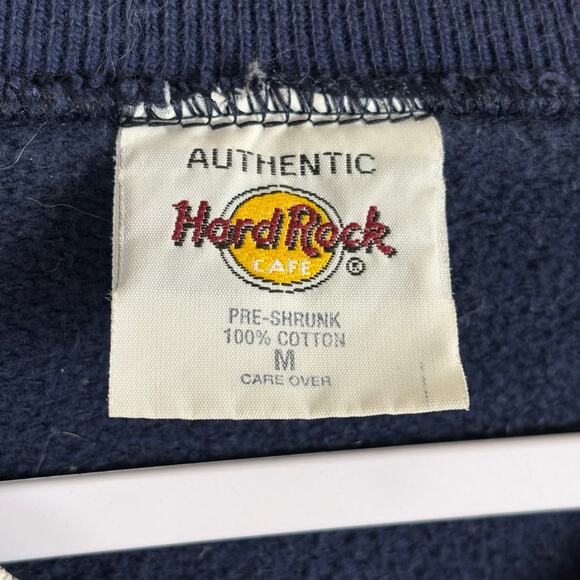 AUTHENTIC
Hard Rock
CAFE ®
PRE-SHRUNK
100% COTTON
M
CARE OVER